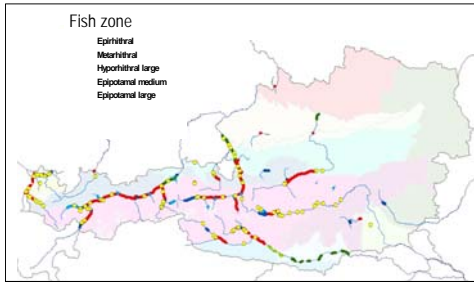 Fish zone
Epirhithral
Metarhithral
Hyporhithral large
Epipotamal medium
Epipotamal large